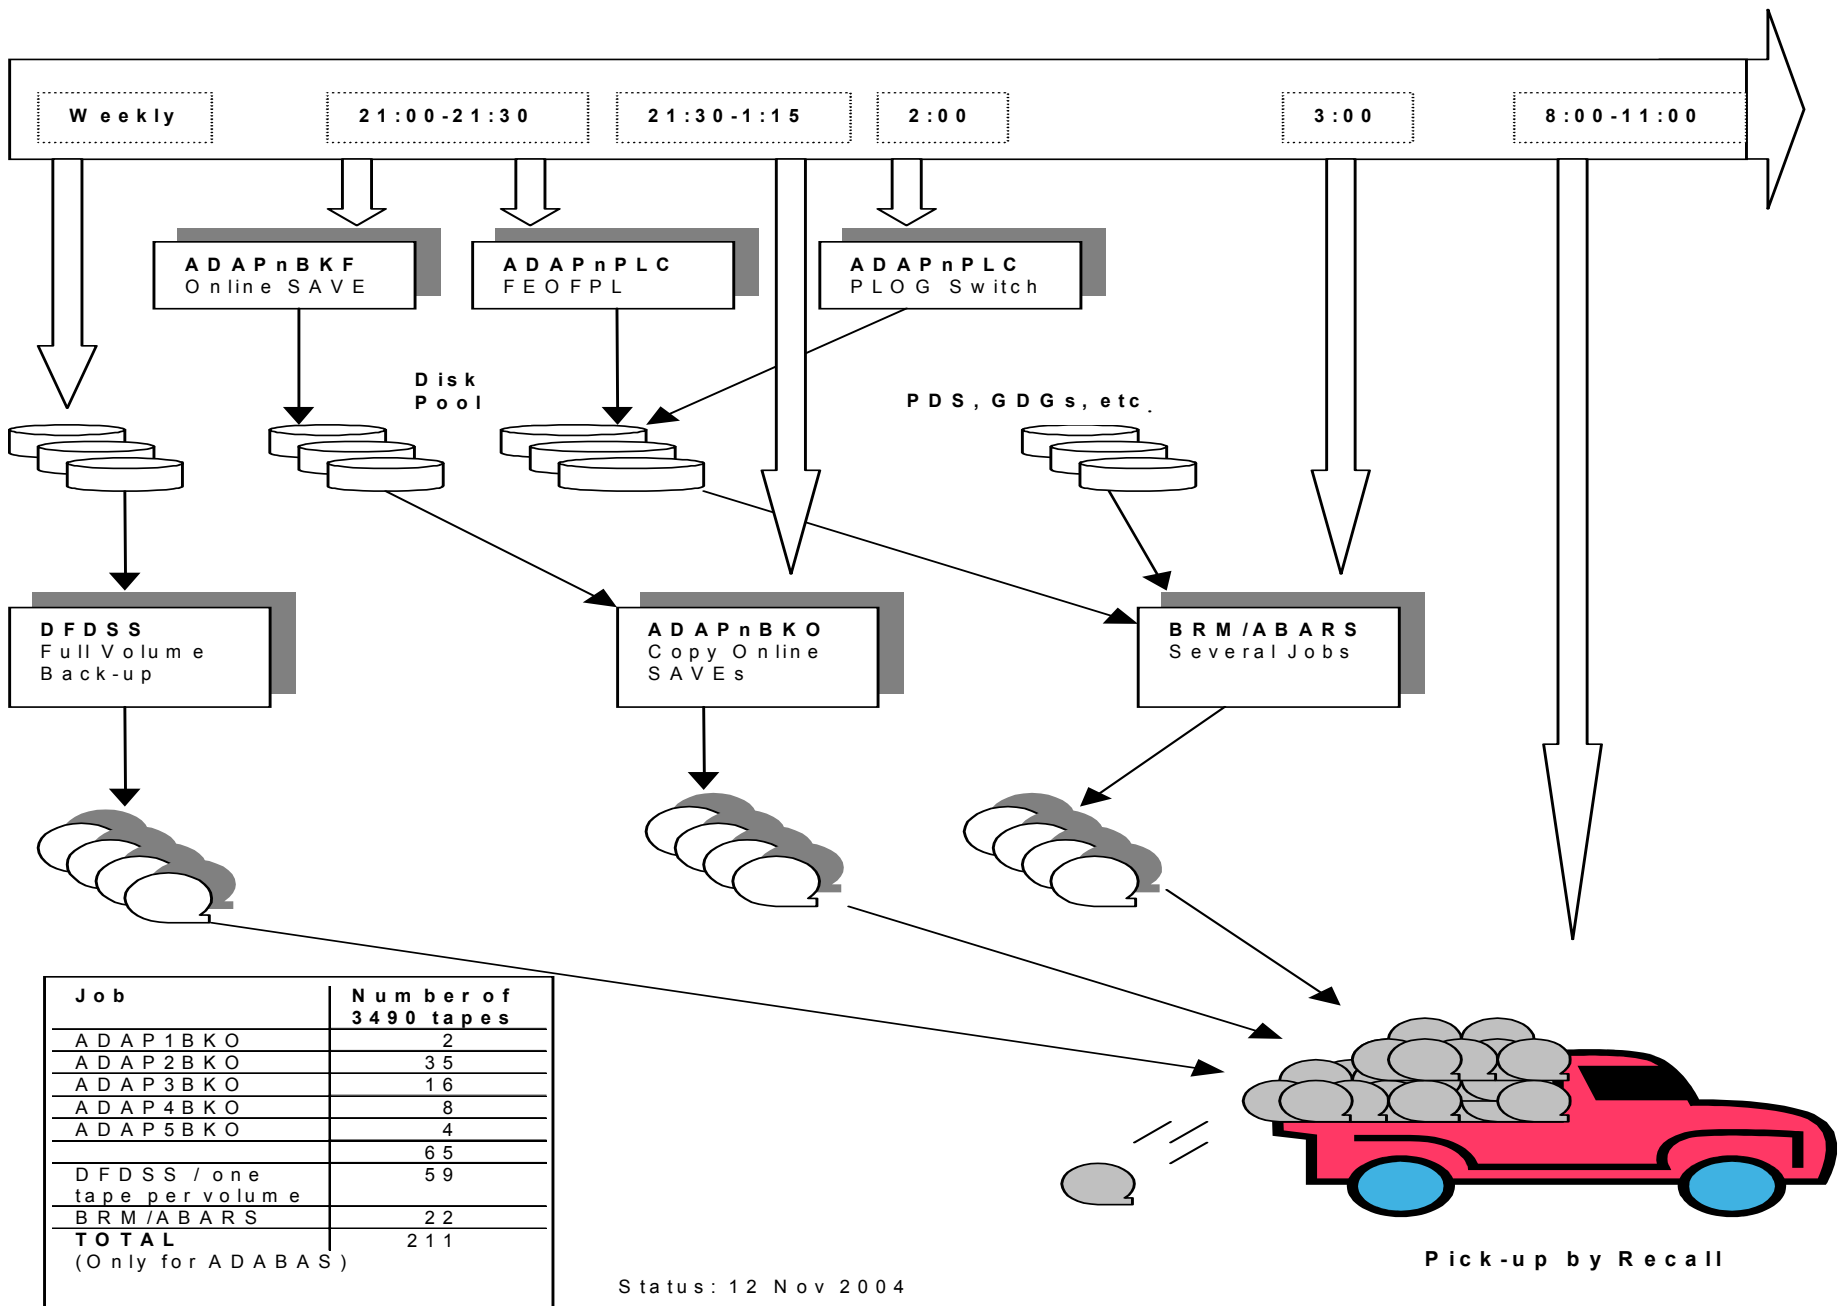 Weekly
21:00-21:30
21:30-1:15
2:00
3:00
8:00-11:00
ADAPnBKF
Online SAVE
ADAPnPLC
FEOFPL
ADAPnPLC
PLOG Switch
Disk
Pool
PDS, GDGs, etc.
DFDSS
Full Volume
Back-up
ADAPnBKO
Copy Online
SAVEs
BRM/ABARS
Several Jobs
Job Number of
3490 tapes
ADAP1BKO 2
ADAP2BKO 35
ADAP3BKO 16
ADAP4BKO 8
ADAP5BKO 4
65
DFDSS / one 59
tape per volume
BRM/ABARS 22
TOTAL 211
(Only for ADABAS)
Status: 12 Nov 2004
Pick-up by Recall